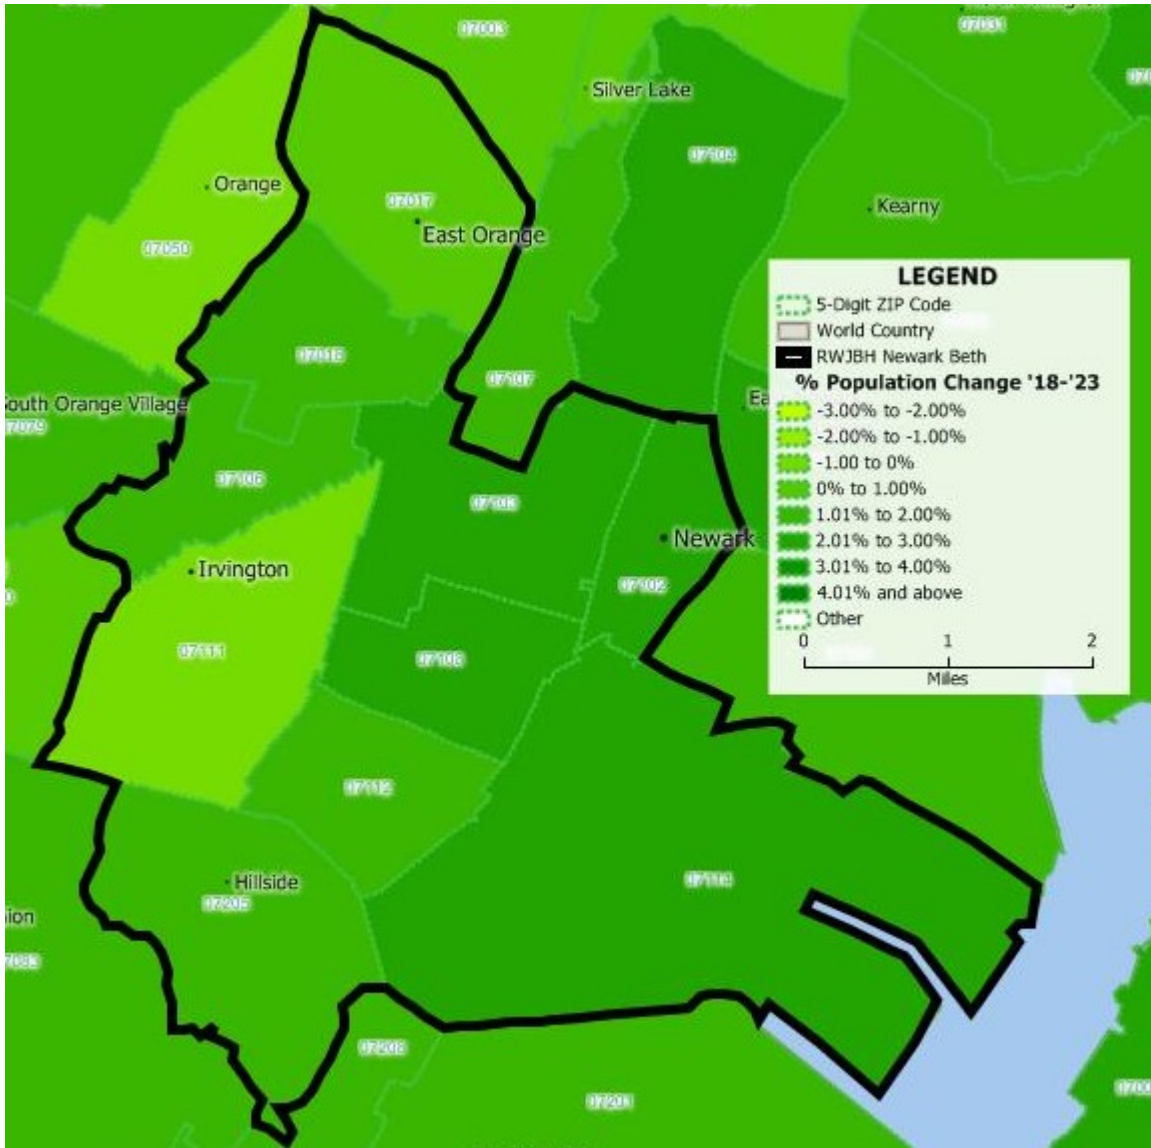 07003
07031
Silver Lake
07104
Orange
07017
Kearny
East Orange
07050
LEGEND
5-Digit ZIP Code
World Country
RWJBH Newark Beth
% Population Change '18-'23
-3.00% to -2.00%
-2.00% to -1.00%
-1.00 to 0%
0% to 1.00%
1.01% to 2.00%
2.01% to 3.00%
3.01% to 4.00%
4.01% and above
Other
0 1 2
Miles
07018
07107
South Orange Village
07079
Ea
07106
07103
Newark
Irvington
07102
07111
07108
07112
07114
Hillside
07205
ion
07083
07208
07201